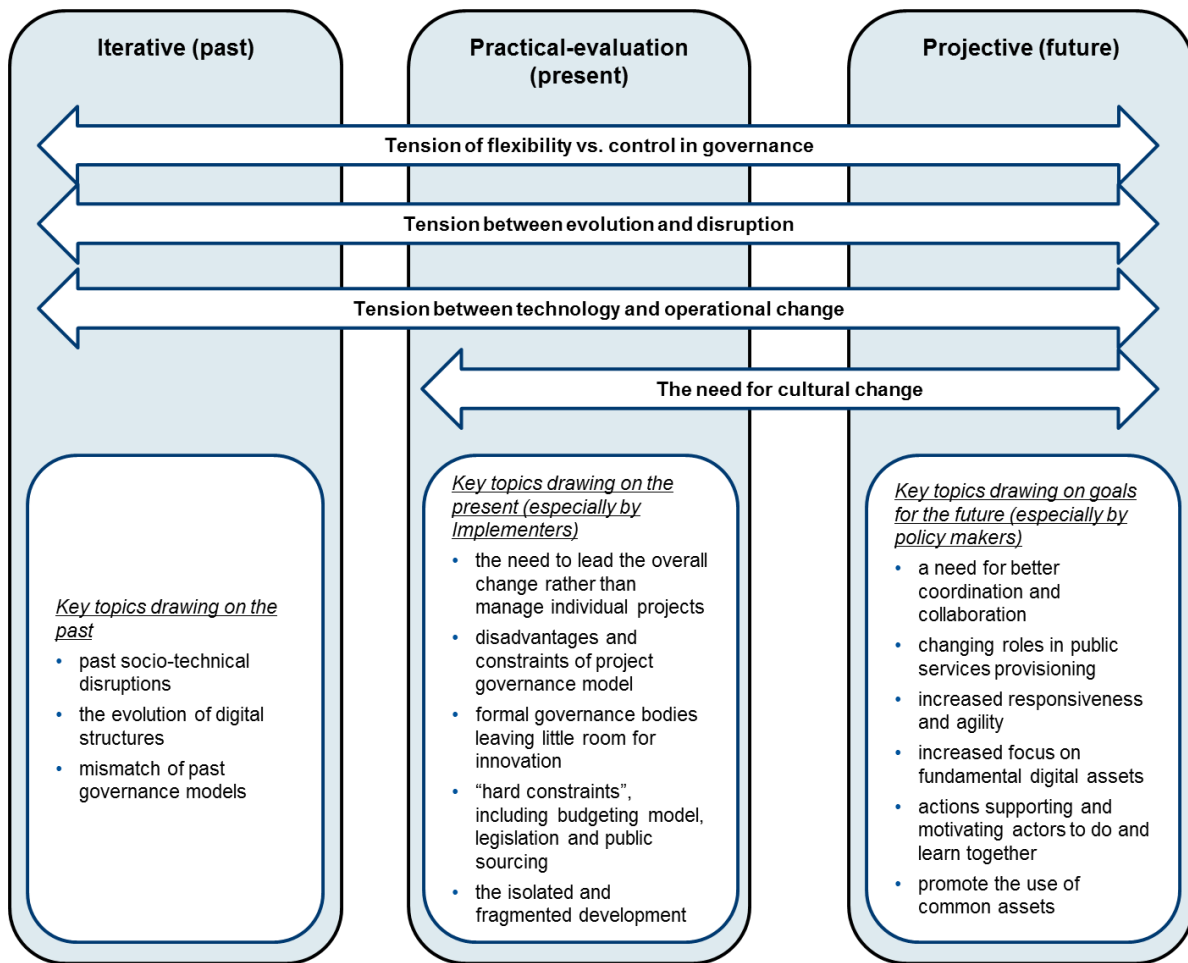 Iterative (past)
Practical-evaluation
(present)
Projective (future)
Tension of flexibility vs. control in governance
Tension between evolution and disruption
Tension between technology and operational change
The need for cultural change
Key topics drawing on the
past
• past socio-technical
disruptions
• the evolution of digital
structures
• mismatch of past
governance models
Key topics drawing on the
present (especially by
Implementers)
• the need to lead the overall
change rather than
manage individual projects
• disadvantages and
constraints of project
governance model
• formal governance bodies
leaving little room for
innovation
• “hard constraints”,
including budgeting model,
legislation and public
sourcing
• the isolated and
fragmented development
Key topics drawing on goals
for the future (especially by
policy makers)
• a need for better
coordination and
collaboration
• changing roles in public
services provisioning
• increased responsiveness
and agility
• increased focus on
fundamental digital assets
• actions supporting and
motivating actors to do and
learn together
• promote the use of
common assets